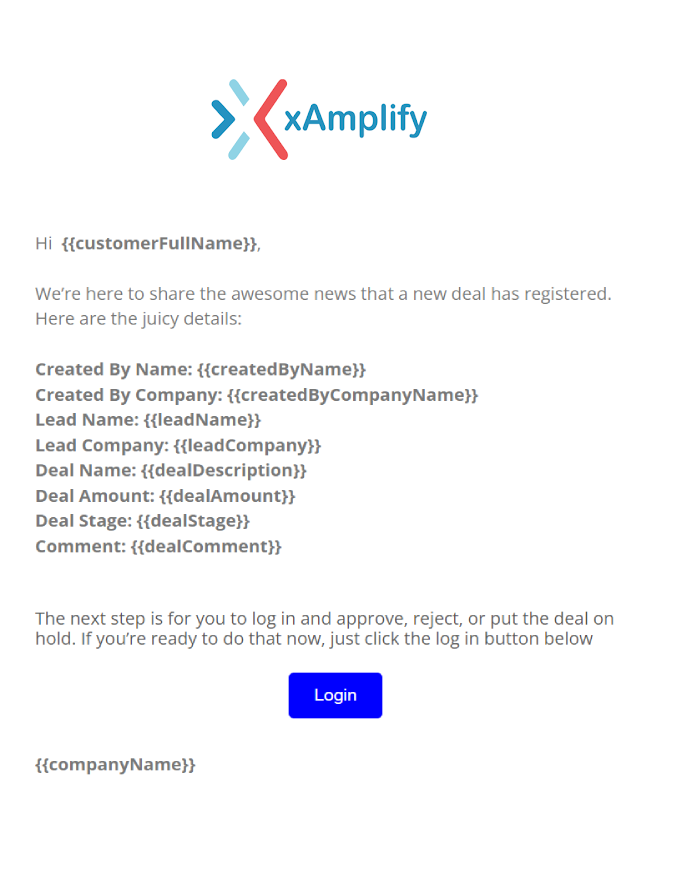 xAmplify
Hi {{customerFullName}},
We’re here to share the awesome news that a new deal has registered.
Here are the juicy details:
Created By Name: {{createdByName}}
Created By Company: {{createdByCompanyName}}
Lead Name: {{leadName}}
Lead Company: {{leadCompany}}
Deal Name: {{dealDescription}}
Deal Amount: {{dealAmount}}
Deal Stage: {{dealStage}}
Comment: {{dealComment}}
The next step is for you to log in and approve, reject, or put the deal on
hold. If you’re ready to do that now, just click the log in button below
Login
{{companyName}}